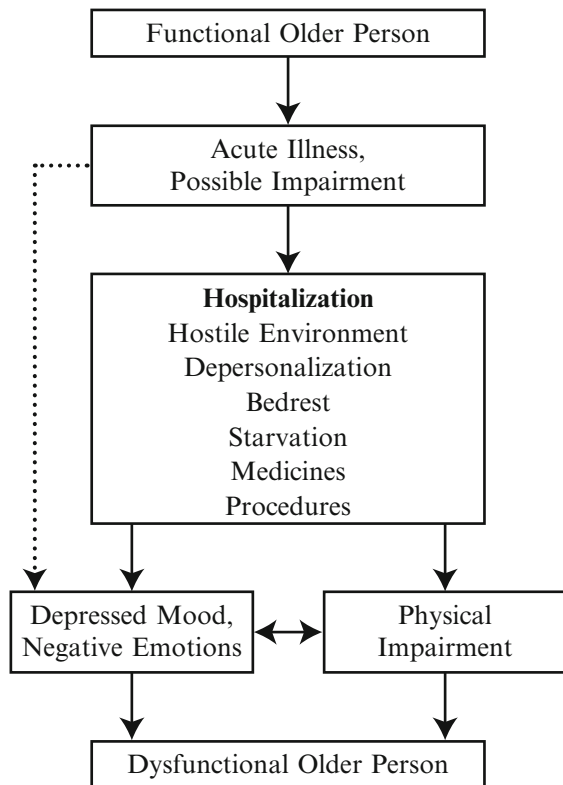 Functional Older Person
Acute Illness,
Possible Impairment
Hospitalization
Hostile Environment
Depersonalization
Bedrest
Starvation
Medicines
Procedures
Depressed Mood,
Negative Emotions
Physical
Impairment
Dysfunctional Older Person